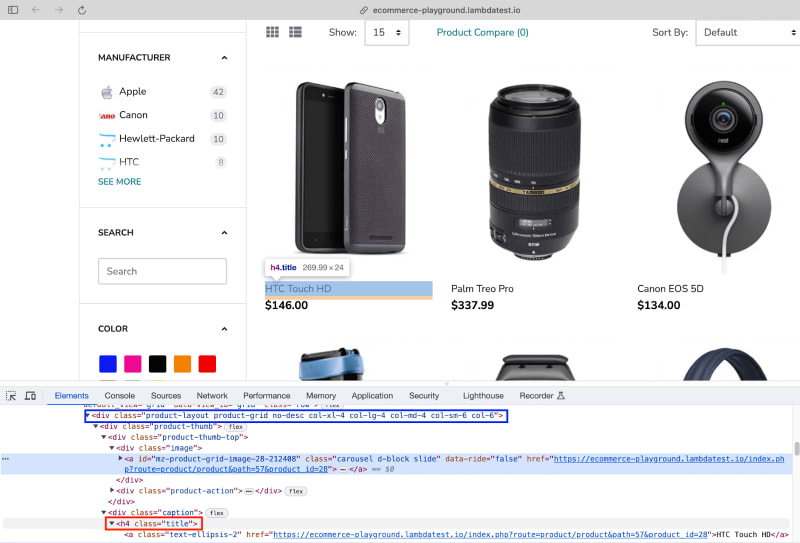 ecommerce-playground.lambdatest.io
Show: 15 Product Compare (0) Sort By: Default
MANUFACTURER
Apple 42
Canon 10
Hewlett-Packard 10
HTC 8
SEE MORE
SEARCH
Search
COLOR
nest
TAMRON
h4.title 269.99 × 24
HTC Touch HD
$146.00
Palm Treo Pro
$337.99
Canon EOS 5D
$134.00
Elements Console Sources Network Performance Memory Application Security Lighthouse Recorder
<div class="product-layout product-grid no-desc col-xl-4 col-lg-4 col-md-4 col-sm-6 col-6">
<div class="product-thumb"> flex
<div class="product-thumb-top">
<div class="image">
<a id="mz-product-grid-image-28-212408" class="carousel d-block slide" data-ride="false" href="https://ecommerce-playground.lambdatest.io/index.ph
p?route=product/product&path=57&product_id=28"> ⋯ </a> == $0
</div>
<div class="product-action"> ⋯ </div> flex
</div>
<div class="caption"> flex
<h4 class="title">
<a class="text-ellipsis-2" href="https://ecommerce-playground.lambdatest.io/index.php?route=product/product&path=57&product_id=28">HTC Touch HD</a>